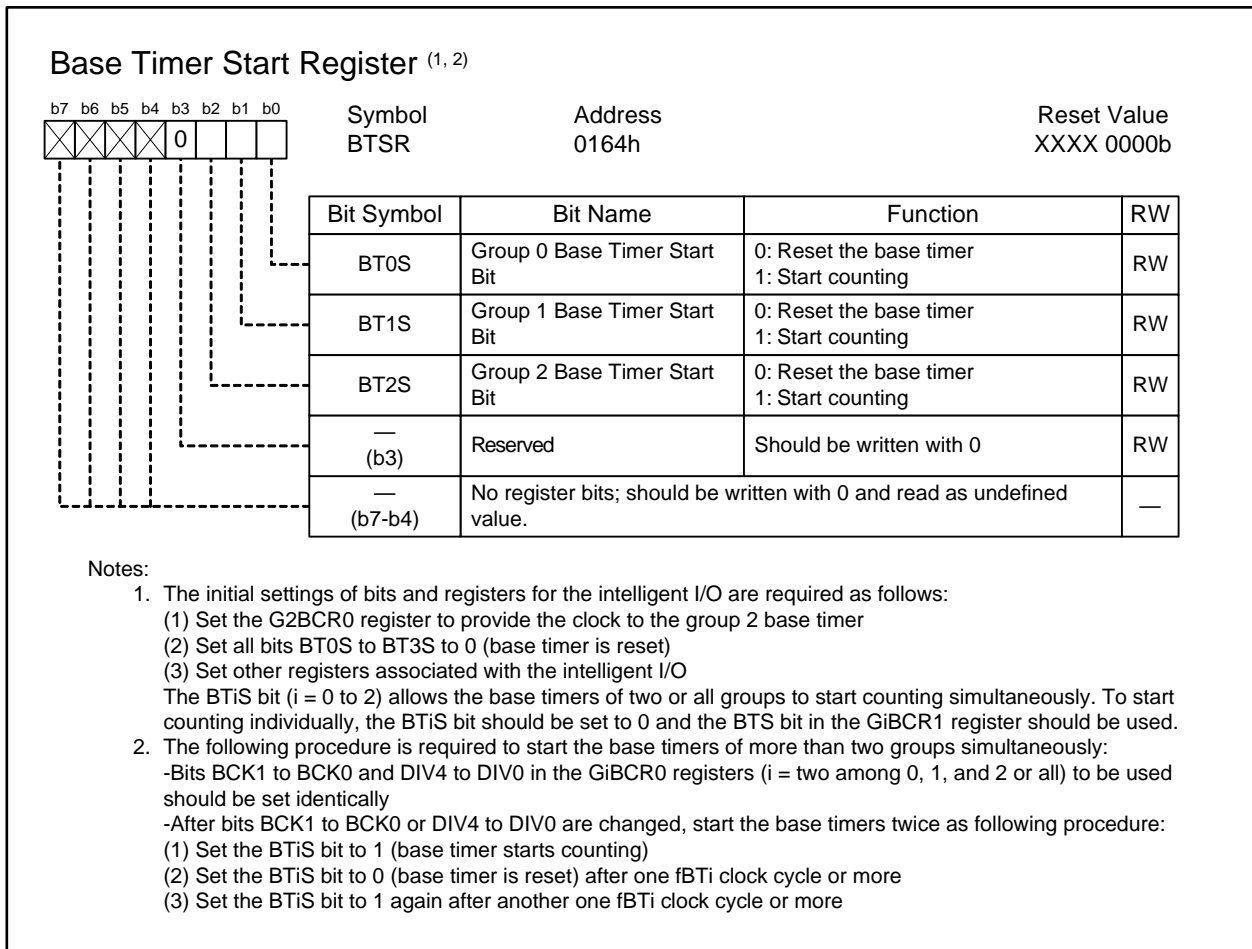 Base Timer Start Register (1, 2)
b7 b6 b5 b4 b3 b2 b1 b0
0
Symbol Address Reset Value
BTSR 0164h XXXX 0000b
Bit Symbol Bit Name Function RW
BT0S Group 0 Base Timer Start Bit 0: Reset the base timer 1: Start counting RW
BT1S Group 1 Base Timer Start Bit 0: Reset the base timer 1: Start counting RW
BT2S Group 2 Base Timer Start Bit 0: Reset the base timer 1: Start counting RW
— (b3) Reserved Should be written with 0 RW
— (b7-b4) No register bits; should be written with 0 and read as undefined value. —
Notes:
1. The initial settings of bits and registers for the intelligent I/O are required as follows:
(1) Set the G2BCR0 register to provide the clock to the group 2 base timer
(2) Set all bits BT0S to BT3S to 0 (base timer is reset)
(3) Set other registers associated with the intelligent I/O
The BTiS bit (i = 0 to 2) allows the base timers of two or all groups to start counting simultaneously. To start
counting individually, the BTiS bit should be set to 0 and the BTS bit in the GiBCR1 register should be used.
2. The following procedure is required to start the base timers of more than two groups simultaneously:
-Bits BCK1 to BCK0 and DIV4 to DIV0 in the GiBCR0 registers (i = two among 0, 1, and 2 or all) to be used
should be set identically
-After bits BCK1 to BCK0 or DIV4 to DIV0 are changed, start the base timers twice as following procedure:
(1) Set the BTiS bit to 1 (base timer starts counting)
(2) Set the BTiS bit to 0 (base timer is reset) after one fBTi clock cycle or more
(3) Set the BTiS bit to 1 again after another one fBTi clock cycle or more